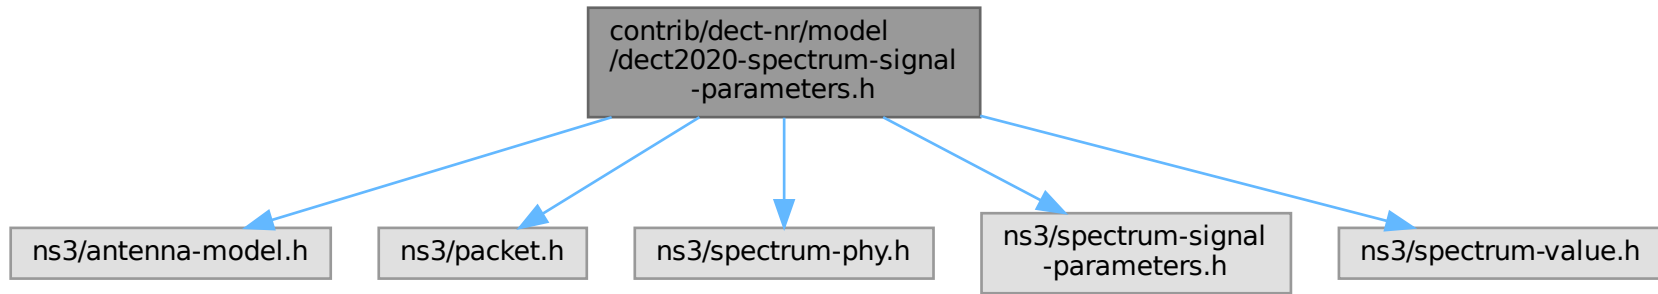 contrib/dect-nr/model
/dect2020-spectrum-signal
-parameters.h
ns3/antenna-model.h
ns3/packet.h
ns3/spectrum-phy.h
ns3/spectrum-signal
-parameters.h
ns3/spectrum-value.h